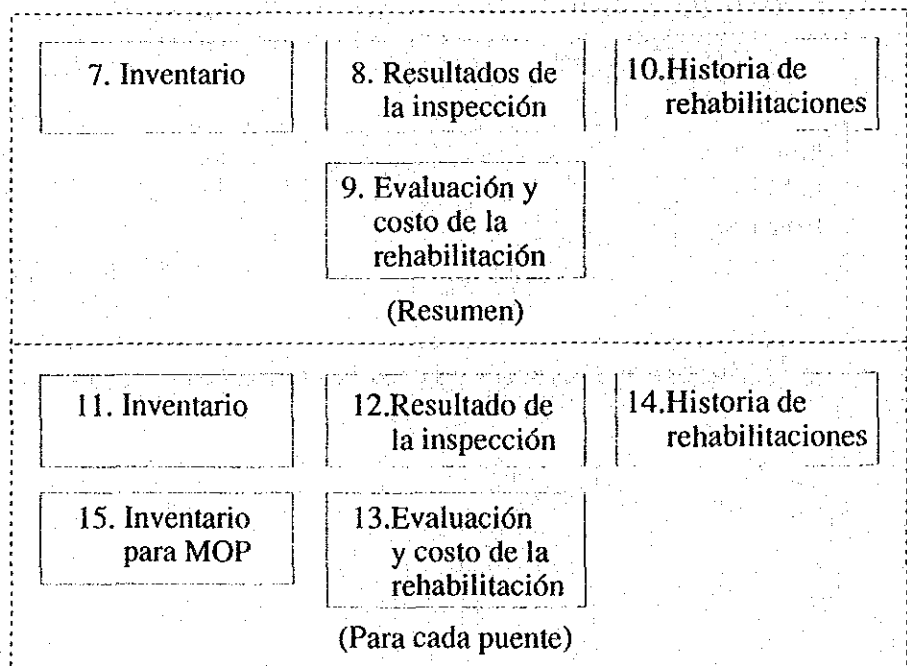 7. Inventario
8. Resultados de
la inspección
10.Historia de
rehabilitaciones
9. Evaluación y
costo de la
rehabilitación
(Resumen)
11. Inventario
12.Resultado de
la inspección
14.Historia de
rehabilitaciones
15. Inventario
para MOP
13.Evaluación
y costo de la
rehabilitación
(Para cada puente)